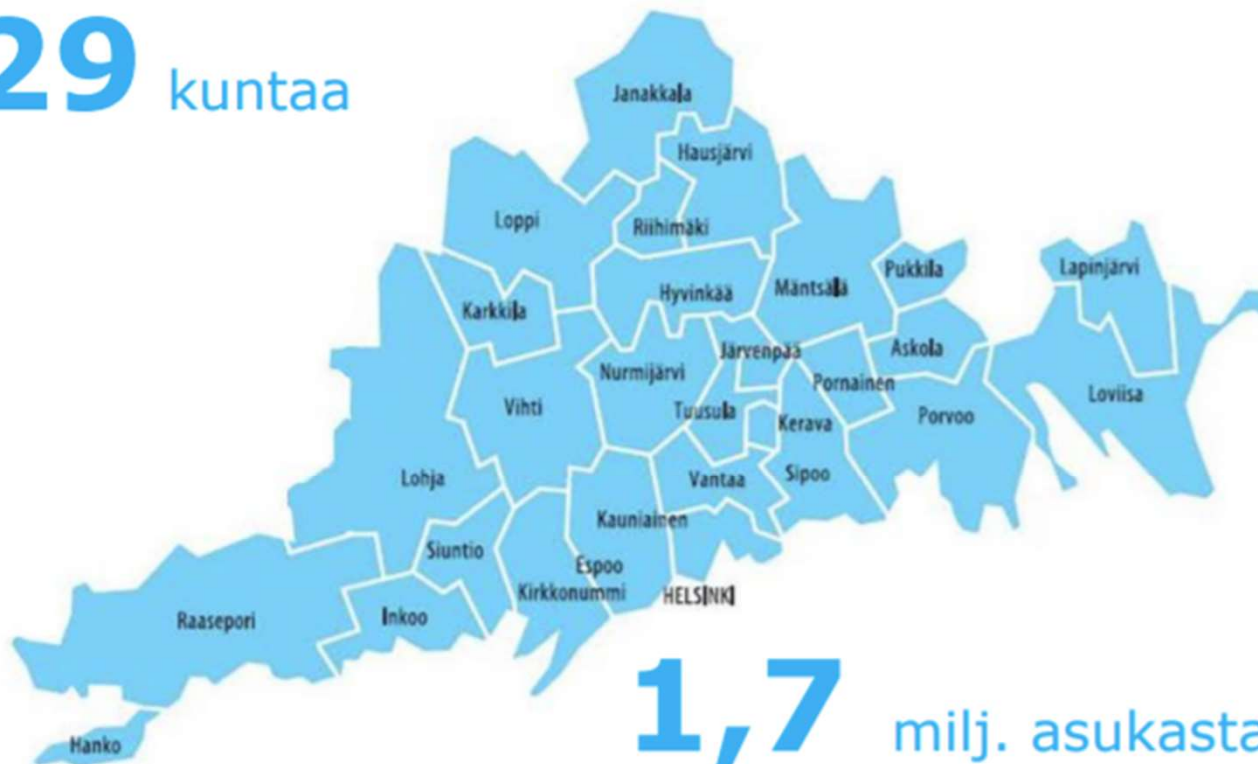 29 kuntaa
Janakkala
Hausjärvi
Loppi
Riihimäki
Pukkila
Lapinjärvi
Mäntsälä
Hyvinkää
Karkkila
Askola
Järvenpää
Nurmijärvi
Pornainen
Loviisa
Vihti
Tuusula
Porvoo
Kerava
Lohja
Vantaa
Sipoo
Kauniainen
Siuntio
Espoo
Kirkkonummi
HELSINKI
Inkoo
Raasepori
1,7 milj. asukasta
Hanko